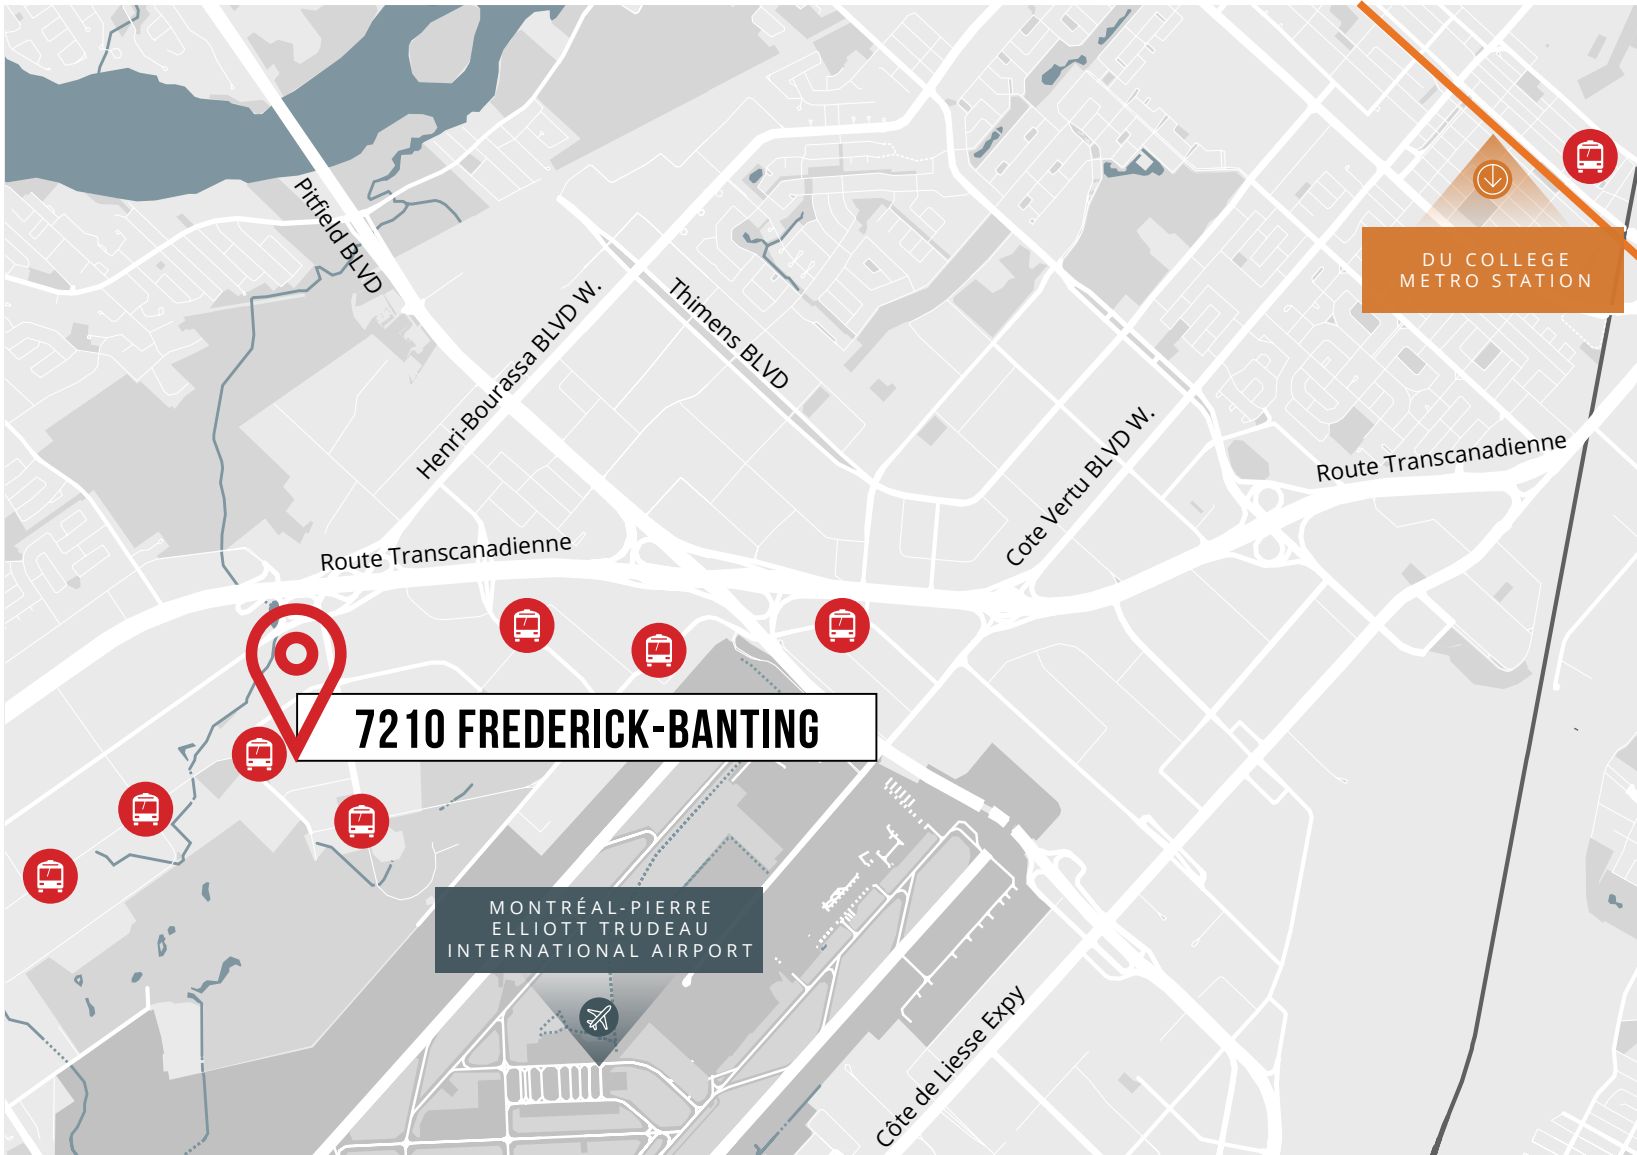 Pitfield BLVD
Henri-Bourassa BLVD W.
Thimens BLVD
DU COLLEGE
METRO STATION
Cote Vertu BLVD W.
Route Transcanadienne
Route Transcanadienne
7210 FREDERICK-BANTING
MONTRÉAL-PIERRE
ELLIOTT TRUDEAU
INTERNATIONAL AIRPORT
Côte de Liesse Expy